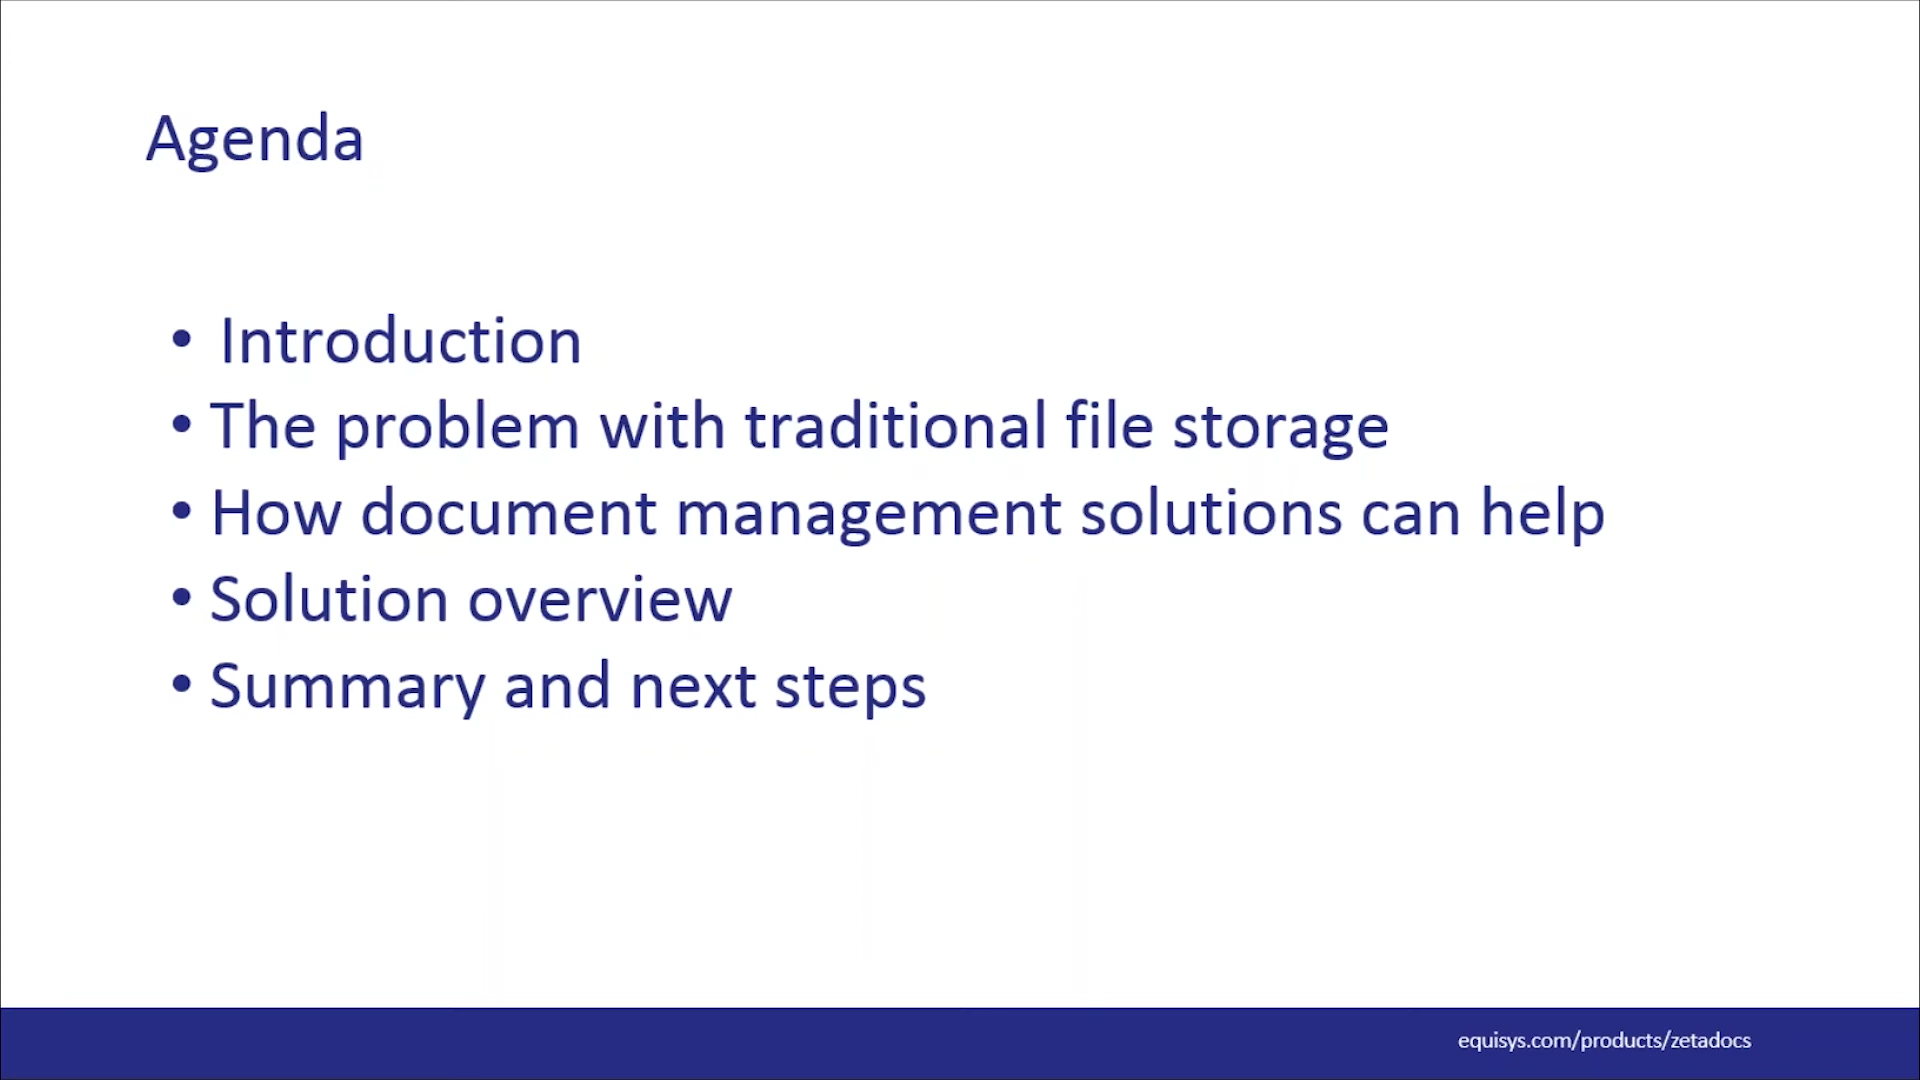 Agenda
• Introduction
• The problem with traditional file storage
• How document management solutions can help
• Solution overview
• Summary and next steps
equisys.com/products/zetadocs